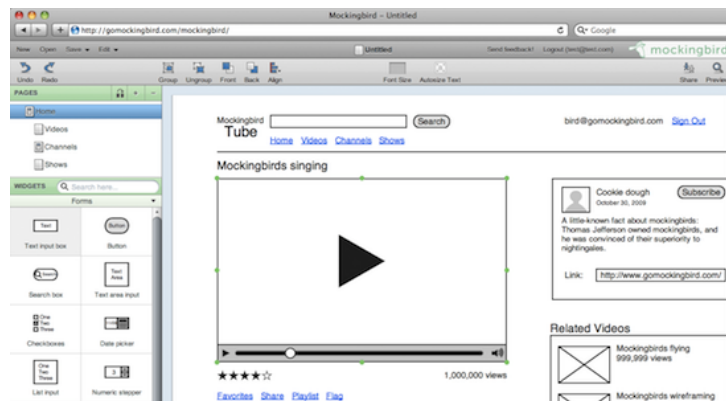 Mockingbird – Untitled
http://gomockingbird.com/mockingbird/
Google
New Open Save Edit
Untitled
Send feedback! Logout (test@test.com)
mockingbird
Undo Redo
Group Ungroup Front Back Align
Font Size Autosize Text
Share Preview
PAGES
Home
Videos
Channels
Shows
WIDGETS
Search here...
Forms
Text
Button
Text input box
Button
Search
Text Area
Search box
Text area input
One
Two
Three
Checkboxes
Date picker
One
Two
Three
3
List input
Numeric stepper
Mockingbird
Tube
Search
bird@gomockingbird.com Sign Out
Home Videos Channels Shows
Mockingbirds singing
1,000,000 views
Favorites Share Playlist Flag
Cookie dough
Subscribe
October 30, 2009
A little-known fact about mockingbirds:
Thomas Jefferson owned mockingbirds, and
he was convinced of their superiority to
nightingales.
Link: http://www.gomockingbird.com/
Related Videos
Mockingbirds flying
999,999 views
Mockingbirds wireframing